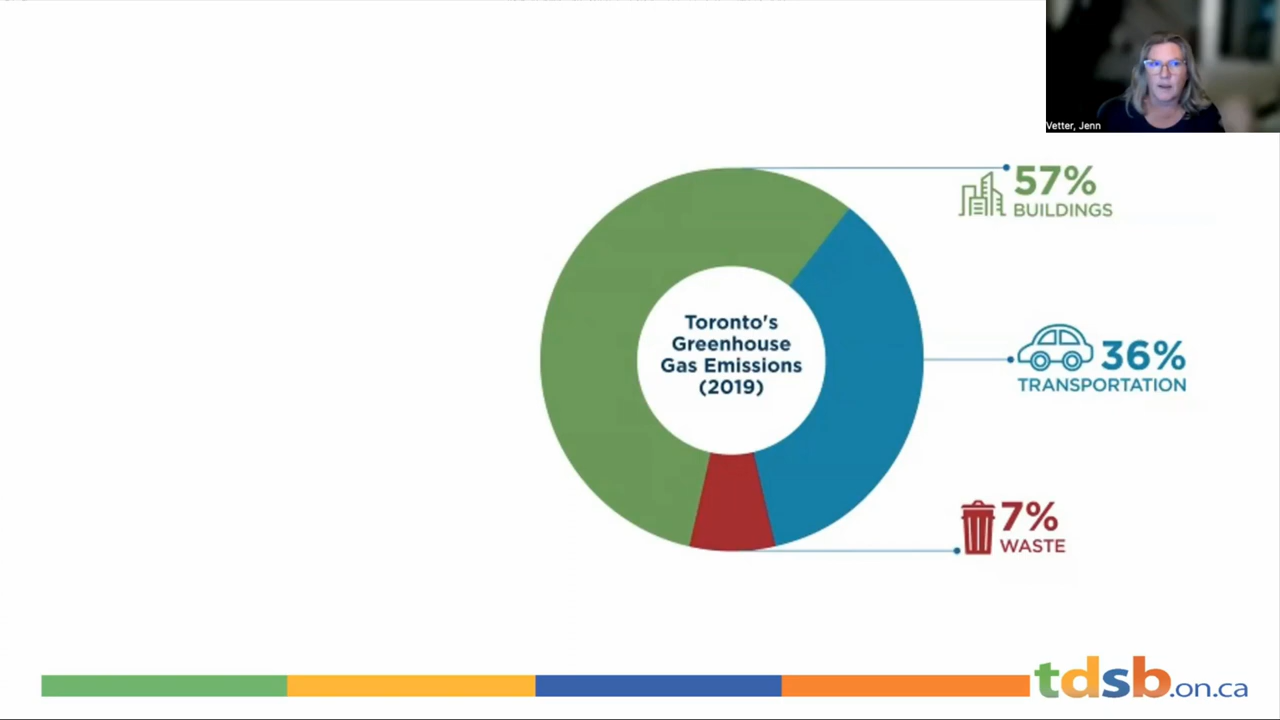 Vetter, Jenn
57%
BUILDINGS
Toronto's
Greenhouse
Gas Emissions
(2019)
36%
TRANSPORTATION
7%
WASTE
tdsb.on.ca